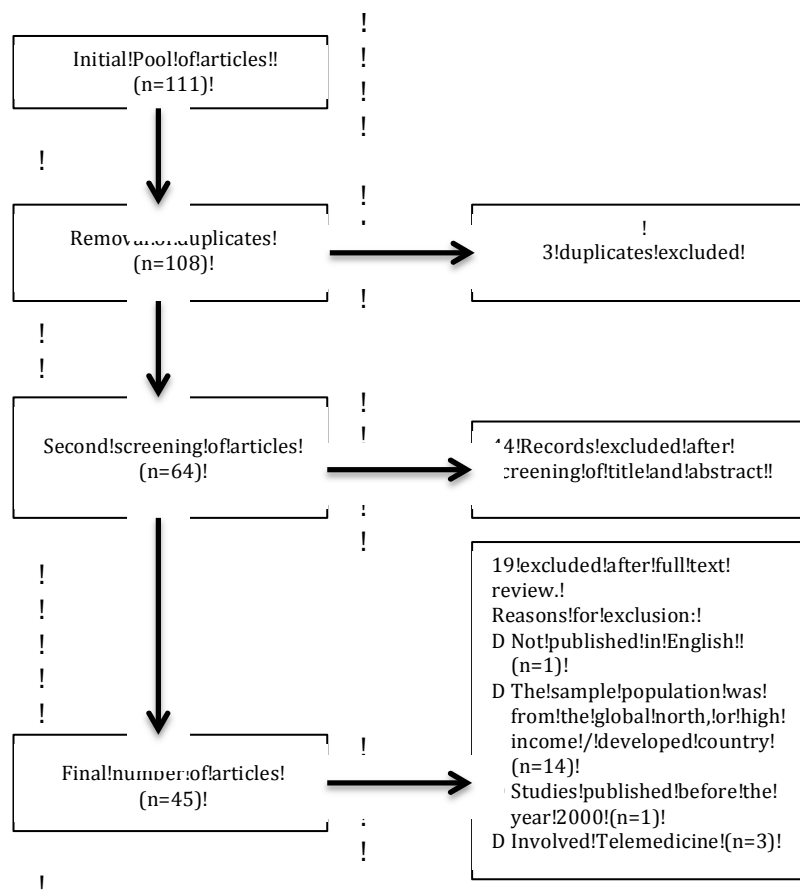 Initial!Pool!of!articles!!
(n=111)!
Removal!of!duplicates!
(n=108)!
!
3!duplicates!excluded!
Second!screening!of!articles!
(n=64)!
44!Records!excluded!after!
screening!of!title!and!abstract!!
19!excluded!after!full!text!
review.!
Reasons!for!exclusion:!
D Not!published!in!English!!
(n=1)!
D The!sample!population!was!
from!the!global!north,!or!high!
income!/!developed!country!
(n=14)!
Studies!published!before!the!
year!2000!(n=1)!
D Involved!Telemedicine!(n=3)!
Final!number!of!articles!
(n=45)!